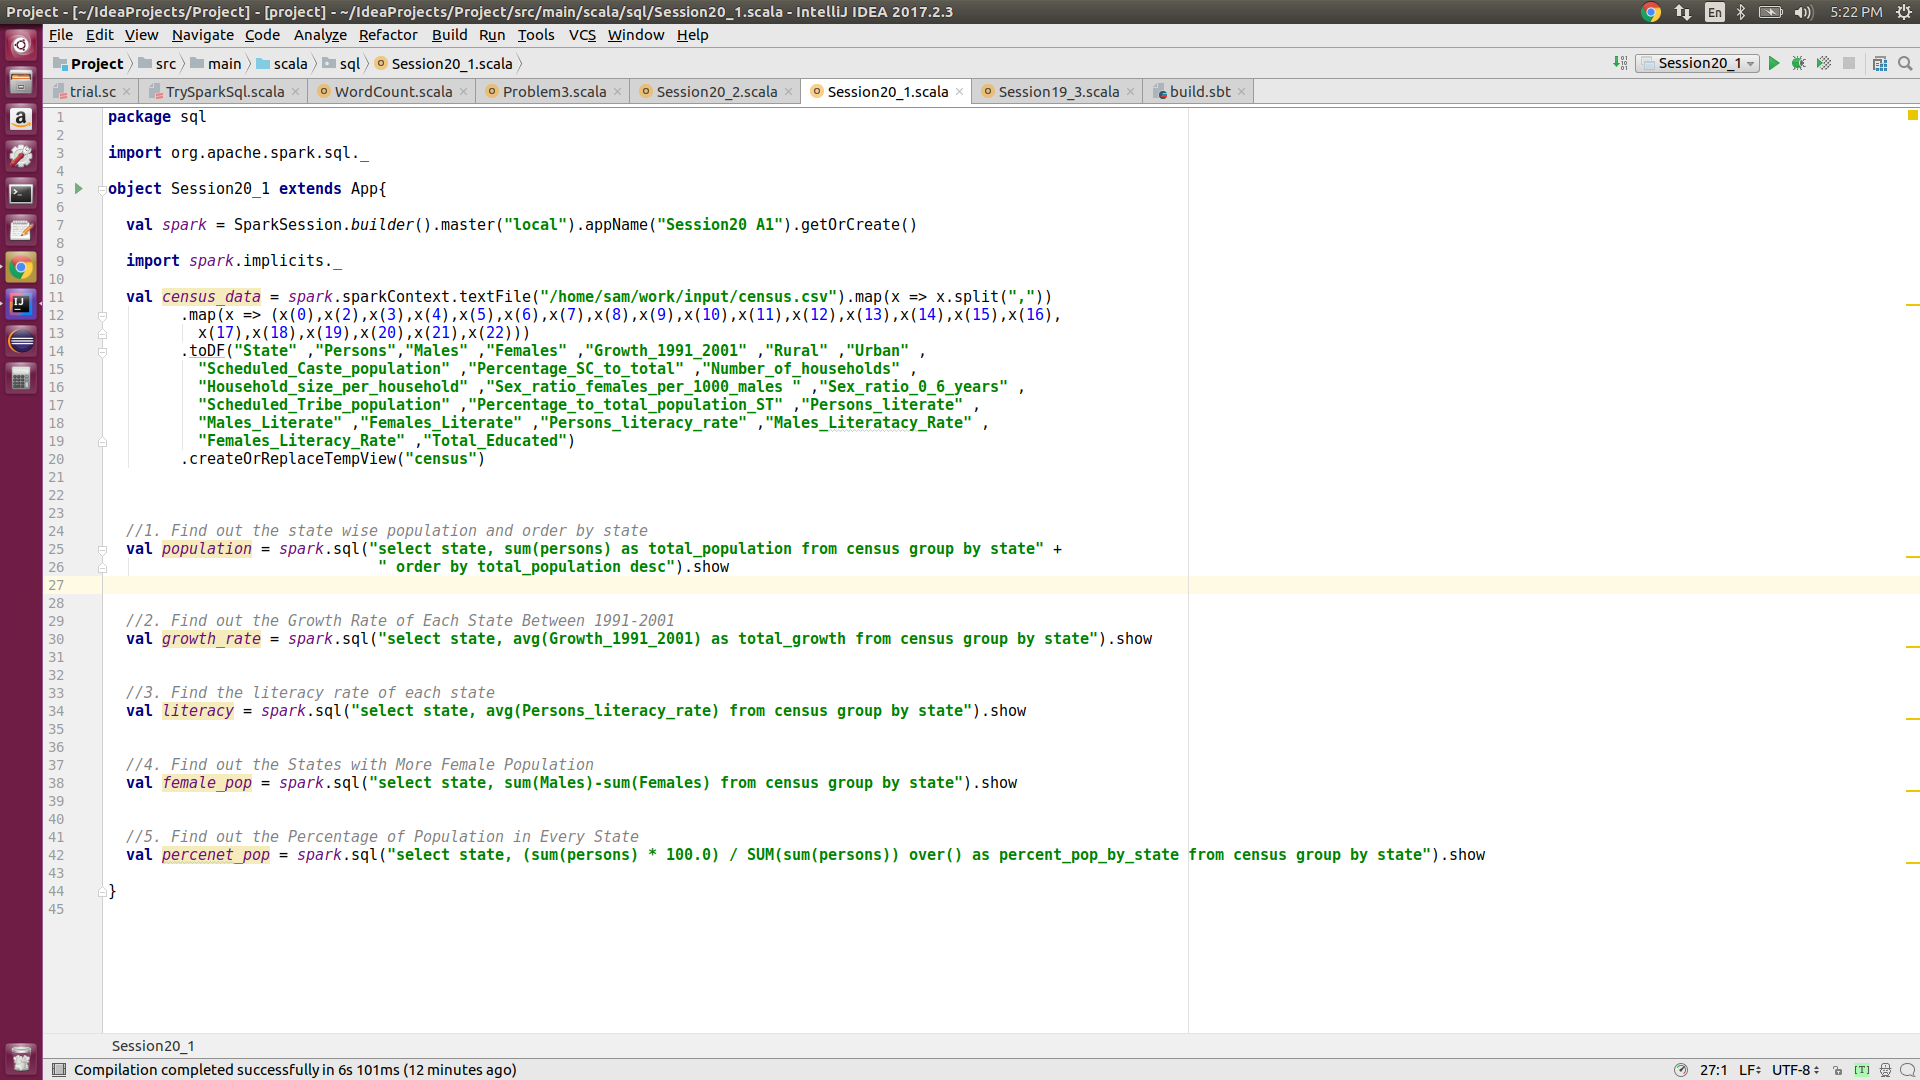 Project - [~/IdeaProjects/Project] - [project] - ~/IdeaProjects/Project/src/main/scala/sql/Session20_1.scala - IntelliJ IDEA 2017.2.3
En
5:22 PM
File Edit View Navigate Code Analyze Refactor Build Run Tools VCS Window Help
Project src main scala sql Session20_1.scala
Session20_1
trial.sc TrySparkSql.scala WordCount.scala Problem3.scala Session20_2.scala Session20_1.scala Session19_3.scala build.sbt
1 package sql
2
3 import org.apache.spark.sql._
4
5 object Session20_1 extends App{
6
7 val spark = SparkSession.builder().master("local").appName("Session20 A1").getOrCreate()
8
9 import spark.implicits._
10
11 val census_data = spark.sparkContext.textFile("/home/sam/work/input/census.csv").map(x => x.split(","))
12 .map(x => (x(0),x(2),x(3),x(4),x(5),x(6),x(7),x(8),x(9),x(10),x(11),x(12),x(13),x(14),x(15),x(16),
13 x(17),x(18),x(19),x(20),x(21),x(22)))
14 .toDF("State" ,"Persons","Males" ,"Females" ,"Growth_1991_2001" ,"Rural" ,"Urban" ,
15 "Scheduled_Caste_population" ,"Percentage_SC_to_total" ,"Number_of_households" ,
16 "Household_size_per_household" ,"Sex_ratio_females_per_1000_males " ,"Sex_ratio_0_6_years" ,
17 "Scheduled_Tribe_population" ,"Percentage_to_total_population_ST" ,"Persons_literate" ,
18 "Males_Literate" ,"Females_Literate" ,"Persons_literacy_rate" ,"Males_Literatacy_Rate" ,
19 "Females_Literacy_Rate" ,"Total_Educated")
20 .createOrReplaceTempView("census")
21
22
23
24 //1. Find out the state wise population and order by state
25 val population = spark.sql("select state, sum(persons) as total_population from census group by state" +
26 " order by total_population desc").show
27
28
29 //2. Find out the Growth Rate of Each State Between 1991-2001
30 val growth_rate = spark.sql("select state, avg(Growth_1991_2001) as total_growth from census group by state").show
31
32
33 //3. Find the literacy rate of each state
34 val literacy = spark.sql("select state, avg(Persons_literacy_rate) from census group by state").show
35
36
37 //4. Find out the States with More Female Population
38 val female_pop = spark.sql("select state, sum(Males)-sum(Females) from census group by state").show
39
40
41 //5. Find out the Percentage of Population in Every State
42 val percenet_pop = spark.sql("select state, (sum(persons) * 100.0) / SUM(sum(persons)) over() as percent_pop_by_state from census group by state").show
43
44 }
45
Session20_1
Compilation completed successfully in 6s 101ms (12 minutes ago)
27:1 LF UTF-8 [T]